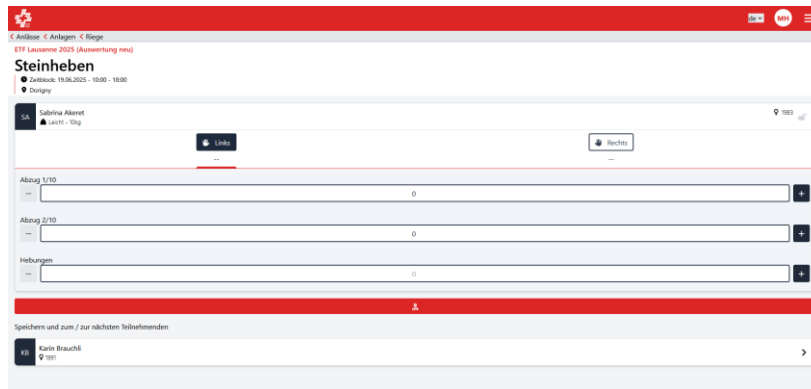 de
MH
Anlässe Anlagen Riege
ETF Lausanne 2025 (Auswertung neu)
Steinheben
Zeitblock: 19.06.2025 - 10:00 - 18:00
Dorigny
SA
Sabrina Akeret
1983
Leicht - 10kg
Links
Rechts
--
--
Abzug 1/10
−
0
+
Abzug 2/10
−
0
+
Hebungen
−
0
+
Speichern und zum / zur nächsten Teilnehmenden
KB
Karin Brauchli
1991